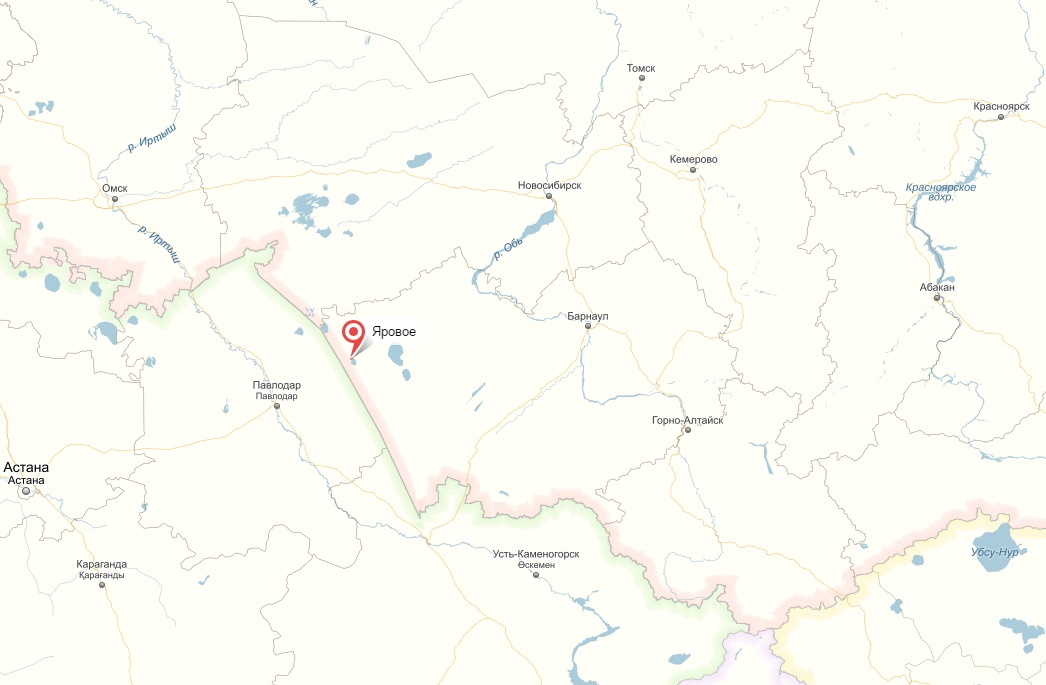 ан
Томск
Красноярск
р. Иртыш
Кемерово
Омск
Новосибирск
Красноярское
вдхр.
р. Иртыш
р. Обь
Абакан
Барнаул
Яровое
Павлодар
Павлодар
Горно-Алтайск
Астана
Астана
Усть-Каменогорск
Өскемен
Убсу-Нур
Караганда
Қарағанды